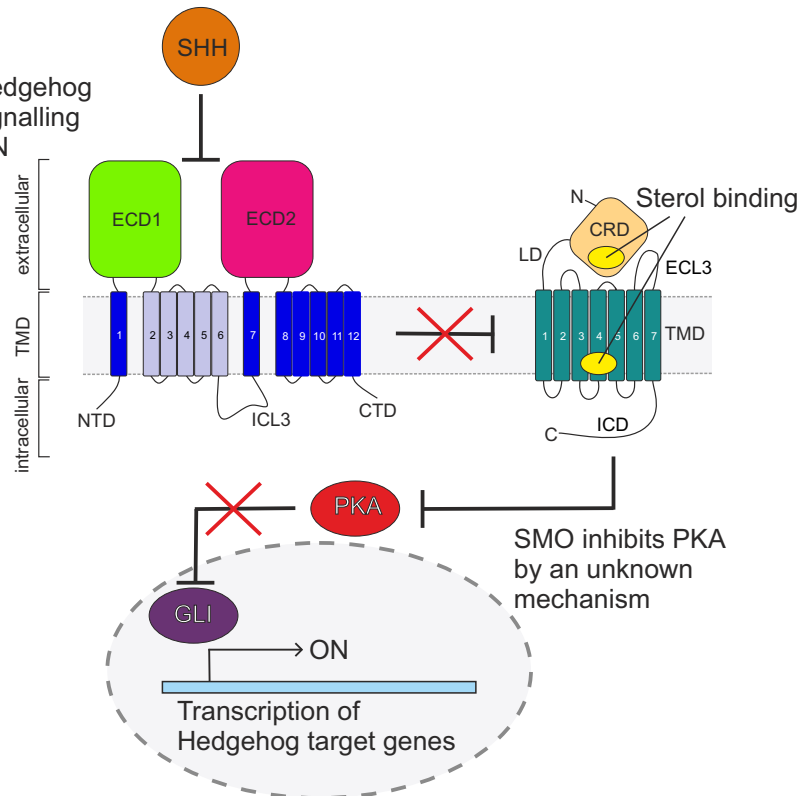 SHH
edgehog
gnalling
N
extracellular
TMD
intracellular
ECD1
ECD2
1
2
3
4
5
6
7
8
9
10
11
12
NTD
ICL3
CTD
N
Sterol binding
CRD
LD
ECL3
1
2
3
4
5
6
7
TMD
ICD
C
PKA
SMO inhibits PKA
by an unknown
mechanism
GLI
ON
Transcription of
Hedgehog target genes